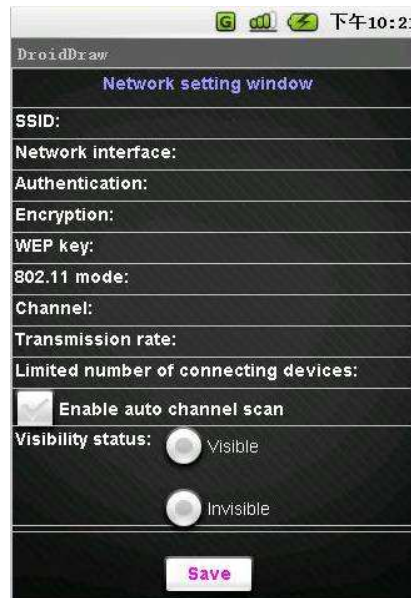 G 下午10:21
DroidDraw
Network setting window
SSID:
Network interface:
Authentication:
Encryption:
WEP key:
802.11 mode:
Channel:
Transmission rate:
Limited number of connecting devices:
Enable auto channel scan
Visibility status:
Visible
Invisible
Save